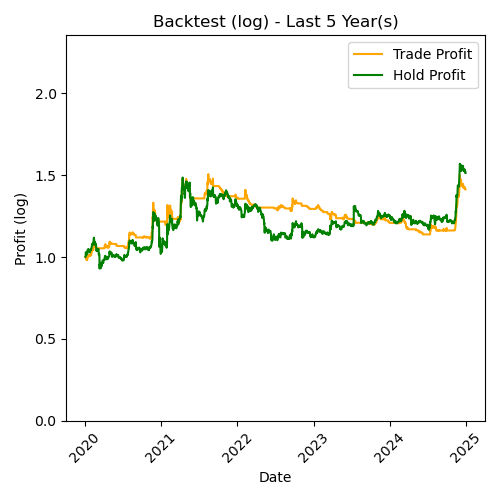 Backtest (log) - Last 5 Year(s)
Trade Profit
Hold Profit
Profit (log)
2.0
1.5
1.0
0.5
0.0
2020
2021
2022
2023
2024
2025
Date